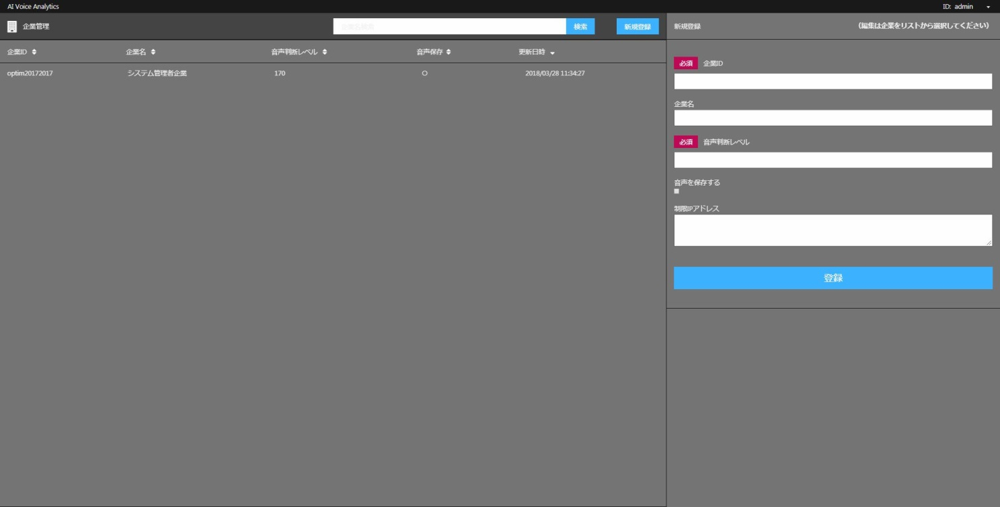 AI Voice Analytics
ID: admin
企業管理
企業名検索
検索
新規登録
企業ID
企業名
音声判断レベル
音声保存
更新日時
optim20172017
システム管理者企業
170
○
2018/03/28 11:34:27
新規登録
(編集は企業をリストから選択してください)
必須 企業ID
企業名
必須 音声判断レベル
音声を保存する
制限IPアドレス
登録